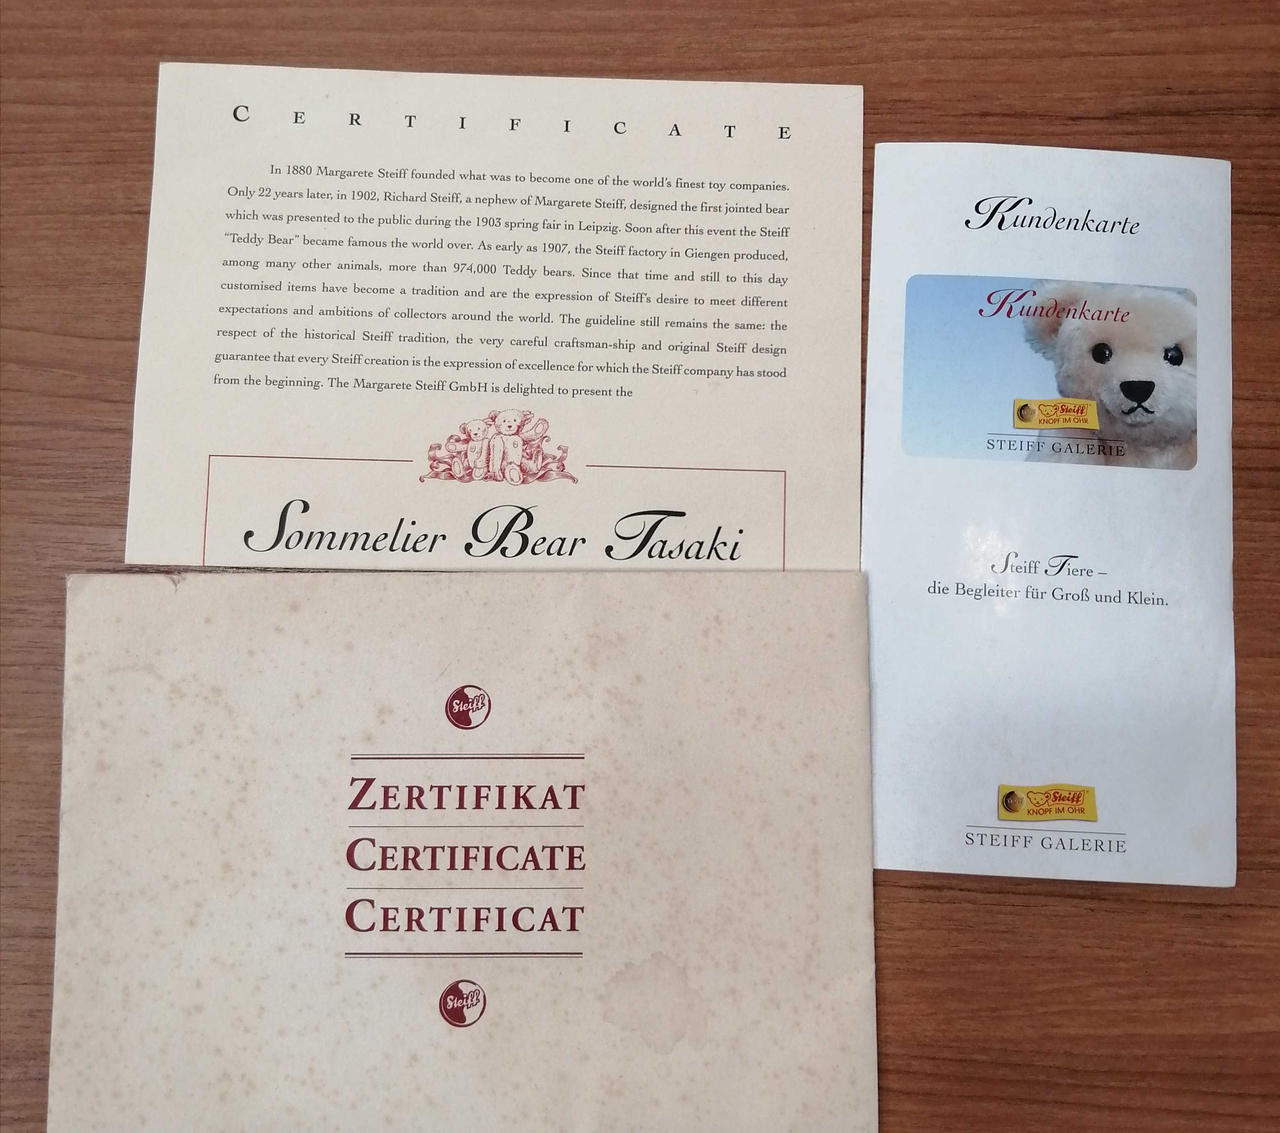 CERTIFICATE
In 1880 Margarete Steiff founded what was to become one of the world's finest toy companies.
Only 22 years later, in 1902, Richard Steiff, a nephew of Margarete Steiff, designed the first jointed bear
which was presented to the public during the 1903 spring fair in Leipzig. Soon after this event the Steiff
"Teddy Bear" became famous the world over. As early as 1907, the Steiff factory in Giengen produced,
among many other animals, more than 974,000 Teddy bears. Since that time and still to this day
customised items have become a tradition and are the expression of Steiff's desire to meet different
expectations and ambitions of collectors around the world. The guideline still remains the same: the
respect of the historical Steiff tradition, the very careful craftsman-ship and original Steiff design
guarantee that every Steiff creation is the expression of excellence for which the Steiff company has stood
from the beginning. The Margarete Steiff GmbH is delighted to present the
Sommelier Bear Tasaki
Steiff
ZERTIFIKAT
CERTIFICATE
CERTIFICAT
Steiff
Kundenkarte
Kundenkarte
Steiff
KNOPF IM OHR
STEIFF GALERIE
Steiff Tiere –
die Begleiter für Groß und Klein.
Steiff
KNOPF IM OHR
STEIFF GALERIE